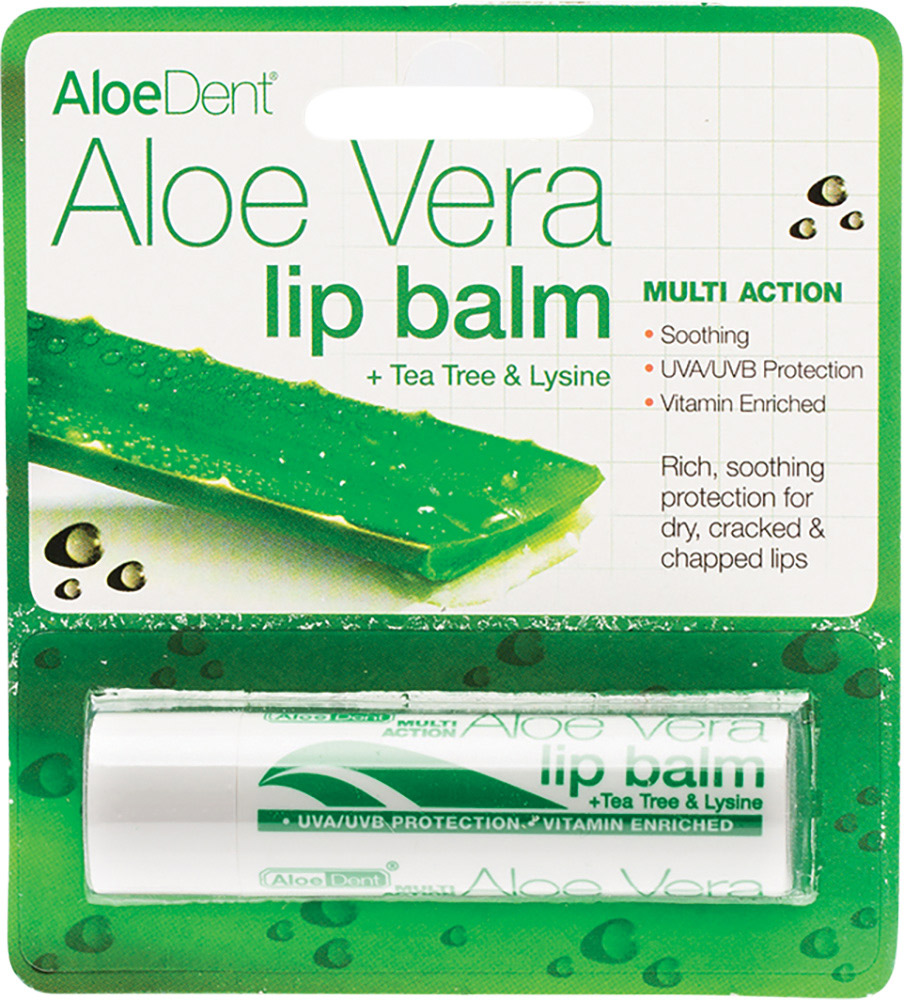 AloeDent®
Aloe Vera
lip balm
+ Tea Tree & Lysine
MULTI ACTION
• Soothing
• UVA/UVB Protection
• Vitamin Enriched
Rich, soothing
protection for
dry, cracked &
chapped lips
AloeDent
MULTI
ACTION
Aloe Vera
lip balm
+Tea Tree & Lysine
• UVA/UVB PROTECTION • VITAMIN ENRICHED
AloeDent®
MULTI
ACTION
Aloe Vera